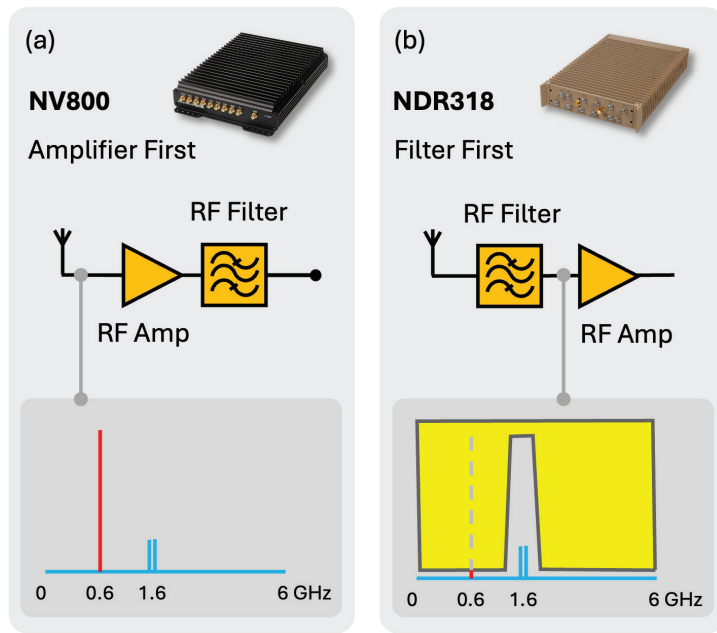 (a)
NV800
Amplifier First
RF Filter
RF Amp
0 0.6 1.6 6 GHz
(b)
NDR318
Filter First
RF Filter
RF Amp
0 0.6 1.6 6 GHz